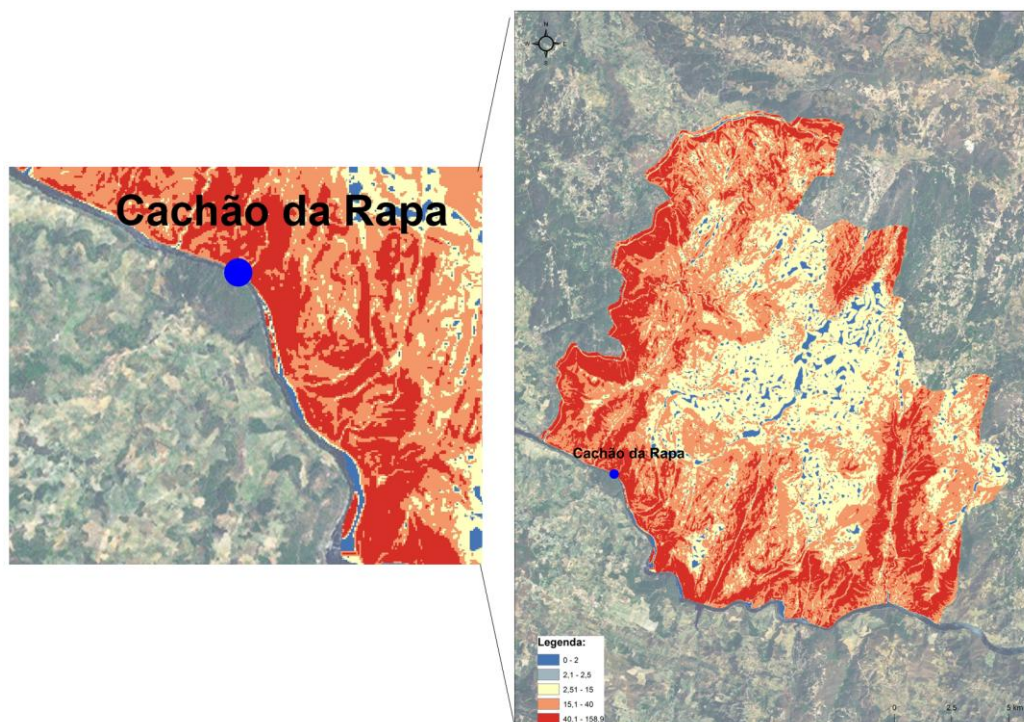 Cachão da Rapa
N
Cachão da Rapa
Legenda:
0 - 2
2,1 - 2,5
2,51 - 15
15,1 - 40
40,1 - 158,9
0 2,5 5 km